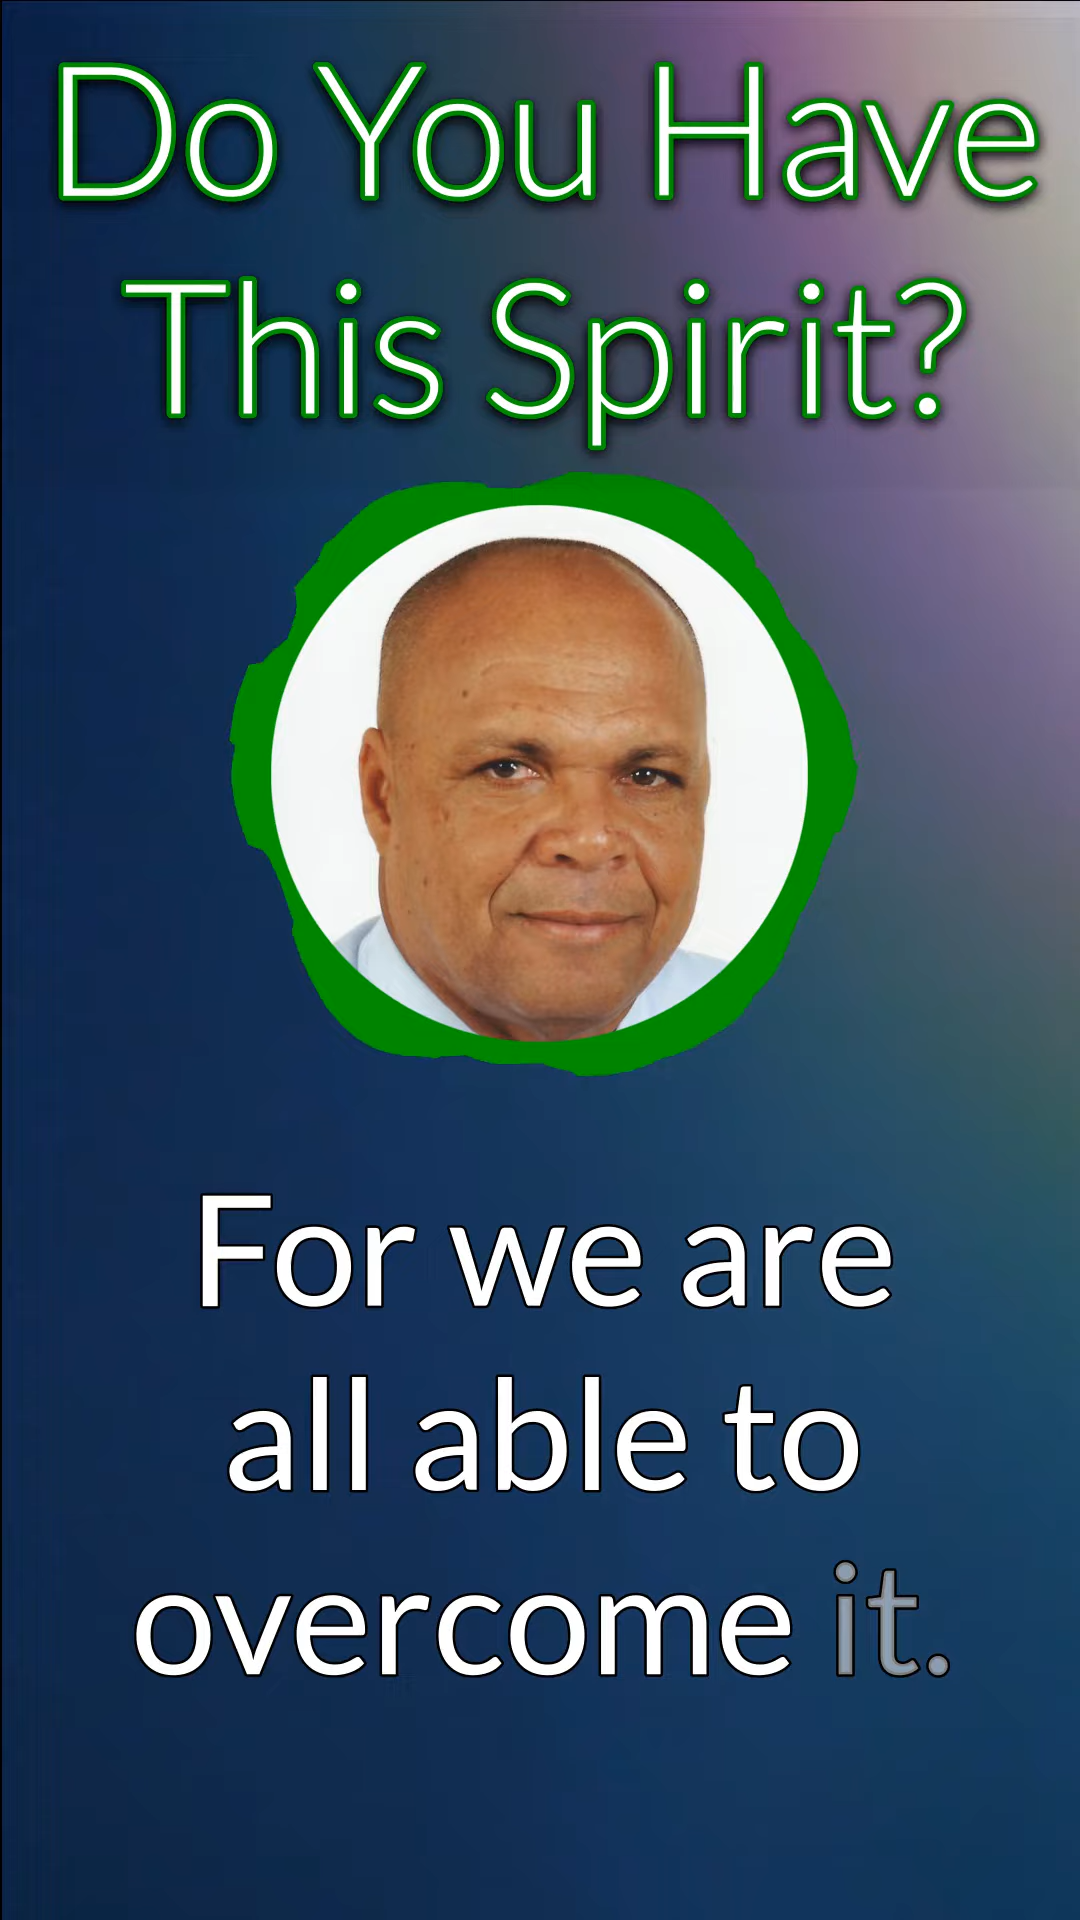 Do You Have
This Spirit?
For we are
all able to
overcome it.